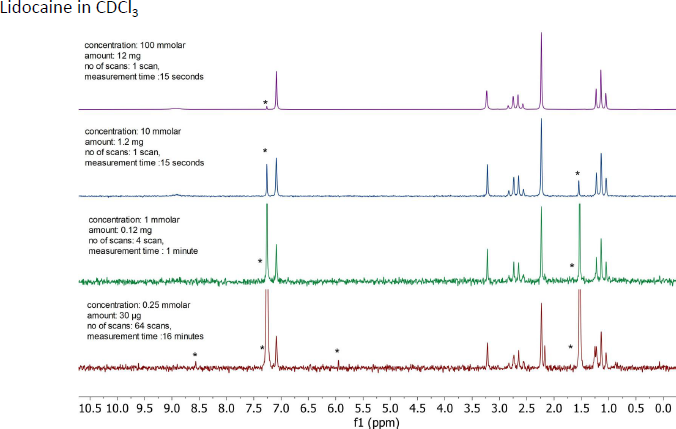 Lidocaine in CDCl₃
concentration: 100 mmolar
amount: 12 mg
no of scans: 1 scan,
measurement time :15 seconds
*
concentration: 10 mmolar
amount: 1.2 mg
no of scans: 1 scan,
measurement time :15 seconds
* *
concentration: 1 mmolar
amount: 0.12 mg
no of scans: 4 scan,
measurement time : 1 minute
* *
concentration: 0.25 mmolar
amount: 30 µg
no of scans: 64 scans,
measurement time :16 minutes
* * * *
10.5 10.0 9.5 9.0 8.5 8.0 7.5 7.0 6.5 6.0 5.5 5.0 4.5 4.0 3.5 3.0 2.5 2.0 1.5 1.0 0.5 0.0
f1 (ppm)